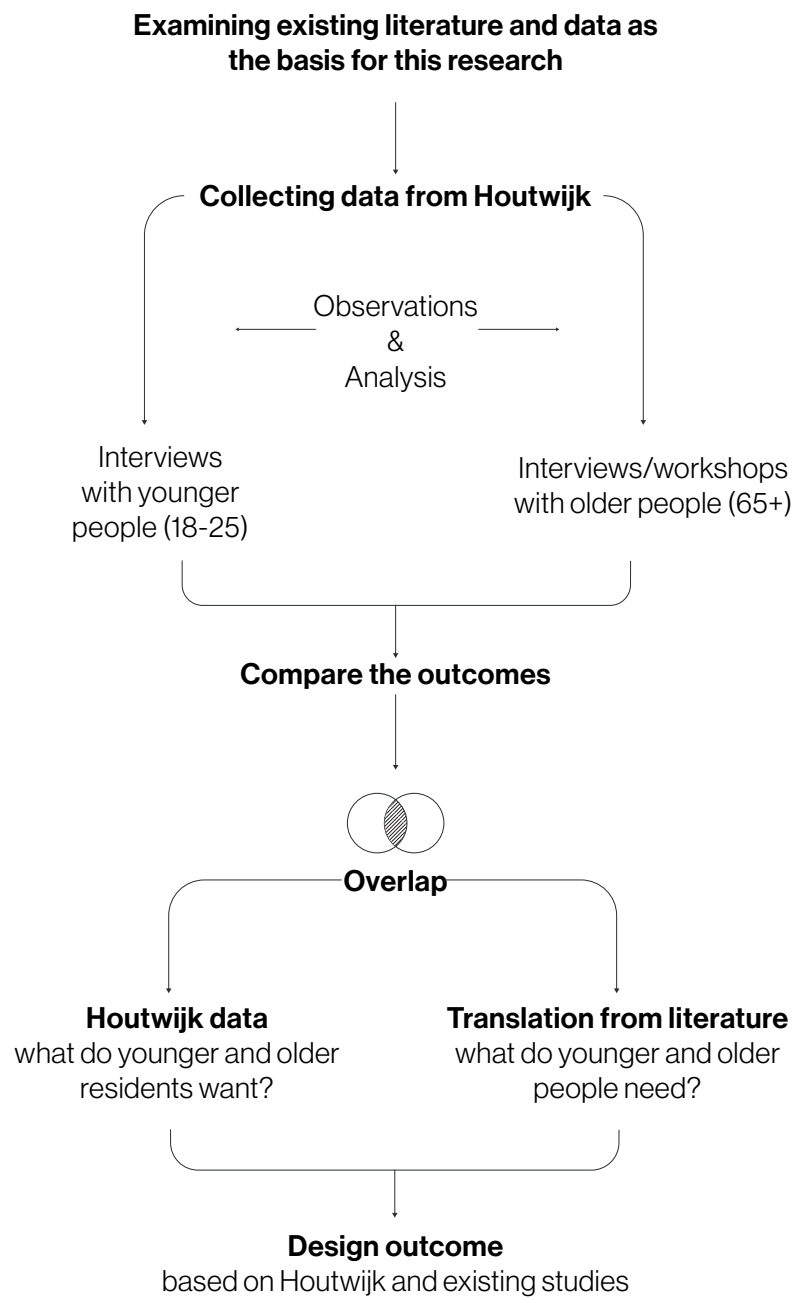 Examining existing literature and data as
the basis for this research
Collecting data from Houtwijk
Observations
&
Analysis
Interviews
with younger
people (18-25)
Interviews/workshops
with older people (65+)
Compare the outcomes
Overlap
Houtwijk data
what do younger and older
residents want?
Translation from literature
what do younger and older
people need?
Design outcome
based on Houtwijk and existing studies